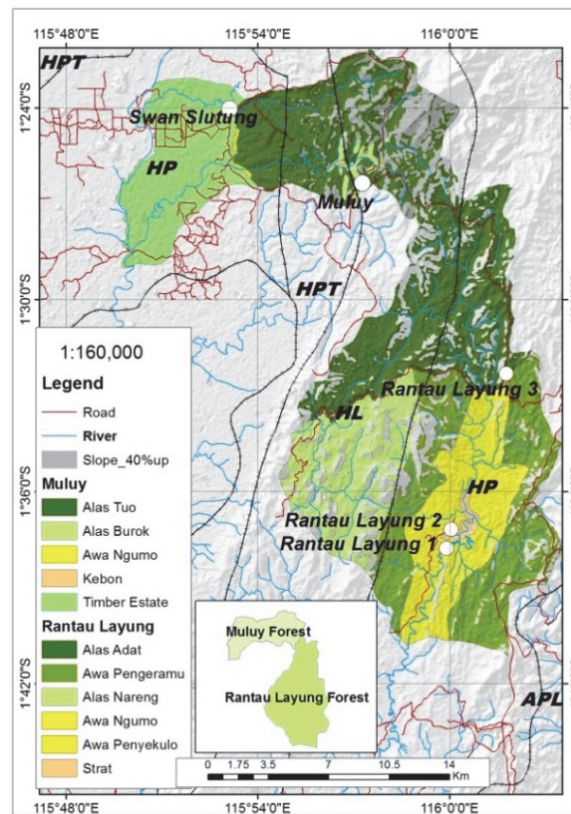 115°48'0"E 115°54'0"E 116°0'0"E
HPT
1°24'0"S
Swan Slutung
HP
Muluy
HPT
1°30'0"S
Rantau Layung 3
HL
HP
1°36'0"S
Rantau Layung 2
Rantau Layung 1
1°42'0"S
APL
1:160,000
Legend
Road
River
Slope_40%up
Muluy
Alas Tuo
Alas Burok
Awa Ngumo
Kebon
Timber Estate
Rantau Layung
Alas Adat
Awa Pengeramu
Alas Nareng
Awa Ngumo
Awa Penyekulo
Strat
Muluy Forest
Rantau Layung Forest
0 1.75 3.5 7 10.5 14
Km
115°48'0"E 115°54'0"E 116°0'0"E